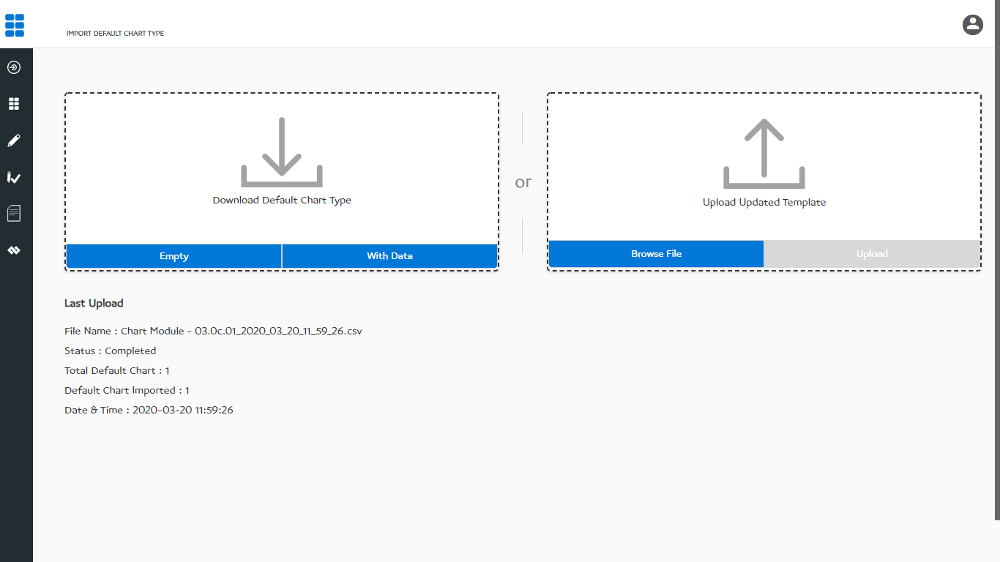 IMPORT DEFAULT CHART TYPE
Download Default Chart Type
Empty
With Data
or
Upload Updated Template
Browse File
Upload
Last Upload
File Name : Chart Module - 03.0c.01_2020_03_20_11_59_26.csv
Status : Completed
Total Default Chart : 1
Default Chart Imported : 1
Date & Time : 2020-03-20 11:59:26